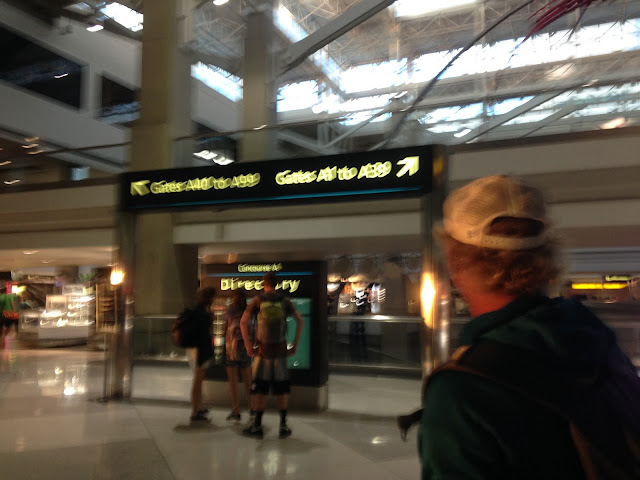 Gates A40 to A99
Gates A1 to A39
Concourse A
Directory